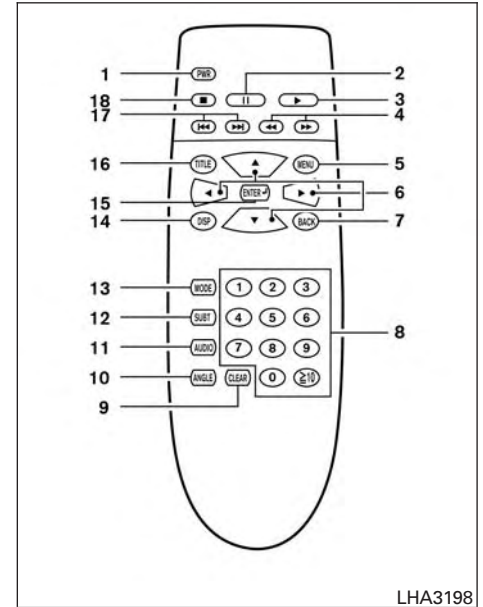 1 PWR 2
18 3
17 4
16 TITLE MENU 5
15 ENTER 6
14 DISP BACK 7
13 MODE 1 2 3
12 SUBT 4 5 6 8
11 AUDIO 7 8 9
10 ANGLE CLEAR 0 ≧10
9
LHA3198